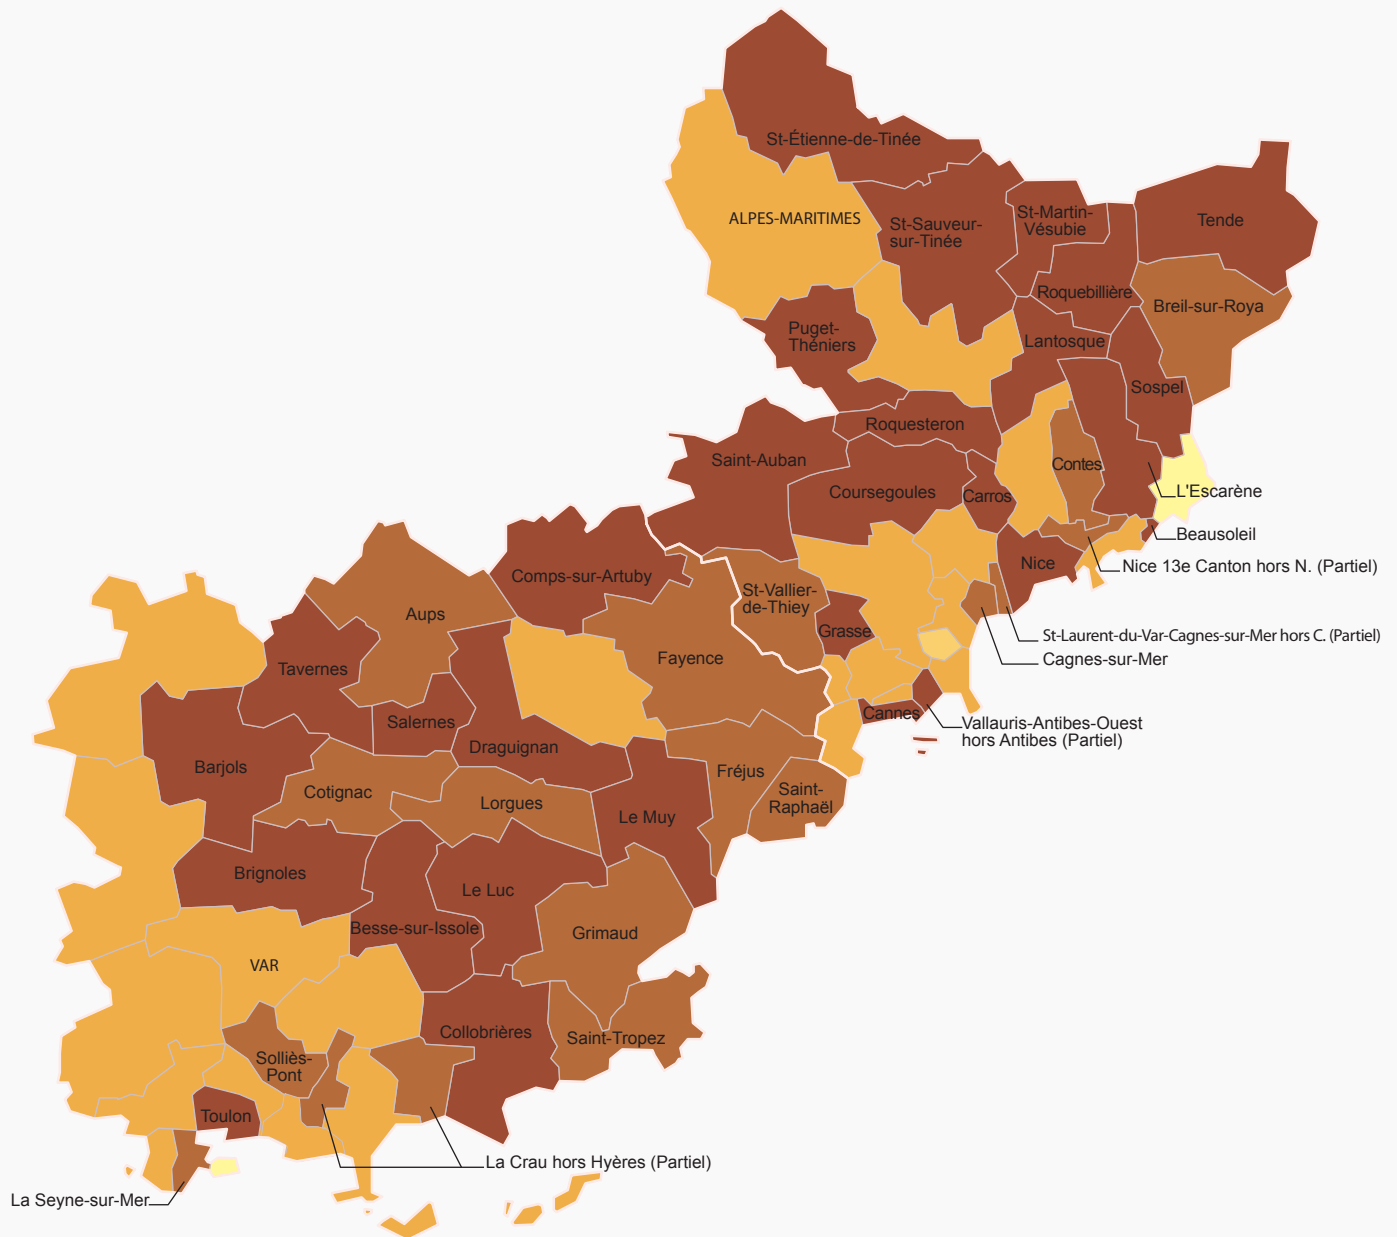 St-Étienne-de-Tinée
ALPES-MARITIMES
St-Sauveur-
sur-Tinée
St-Martin-
Vésubie
Tende
Roquebillière
Breil-sur-Roya
Puget-
Théniers
Lantosque
Sospel
Roquesteron
Saint-Auban
Contes
Coursegoules
Carros
L'Escarène
Beausoleil
Nice
Nice 13e Canton hors N. (Partiel)
Comps-sur-Artuby
St-Vallier-
de-Thiey
Aups
Grasse
St-Laurent-du-Var-Cagnes-sur-Mer hors C. (Partiel)
Cagnes-sur-Mer
Fayence
Tavernes
Cannes
Vallauris-Antibes-Ouest
hors Antibes (Partiel)
Salernes
Draguignan
Barjols
Fréjus
Cotignac
Lorgues
Saint-
Raphaël
Le Muy
Brignoles
Le Luc
Besse-sur-Issole
Grimaud
VAR
Collobrières
Saint-Tropez
Solliès-
Pont
Toulon
La Crau hors Hyères (Partiel)
La Seyne-sur-Mer